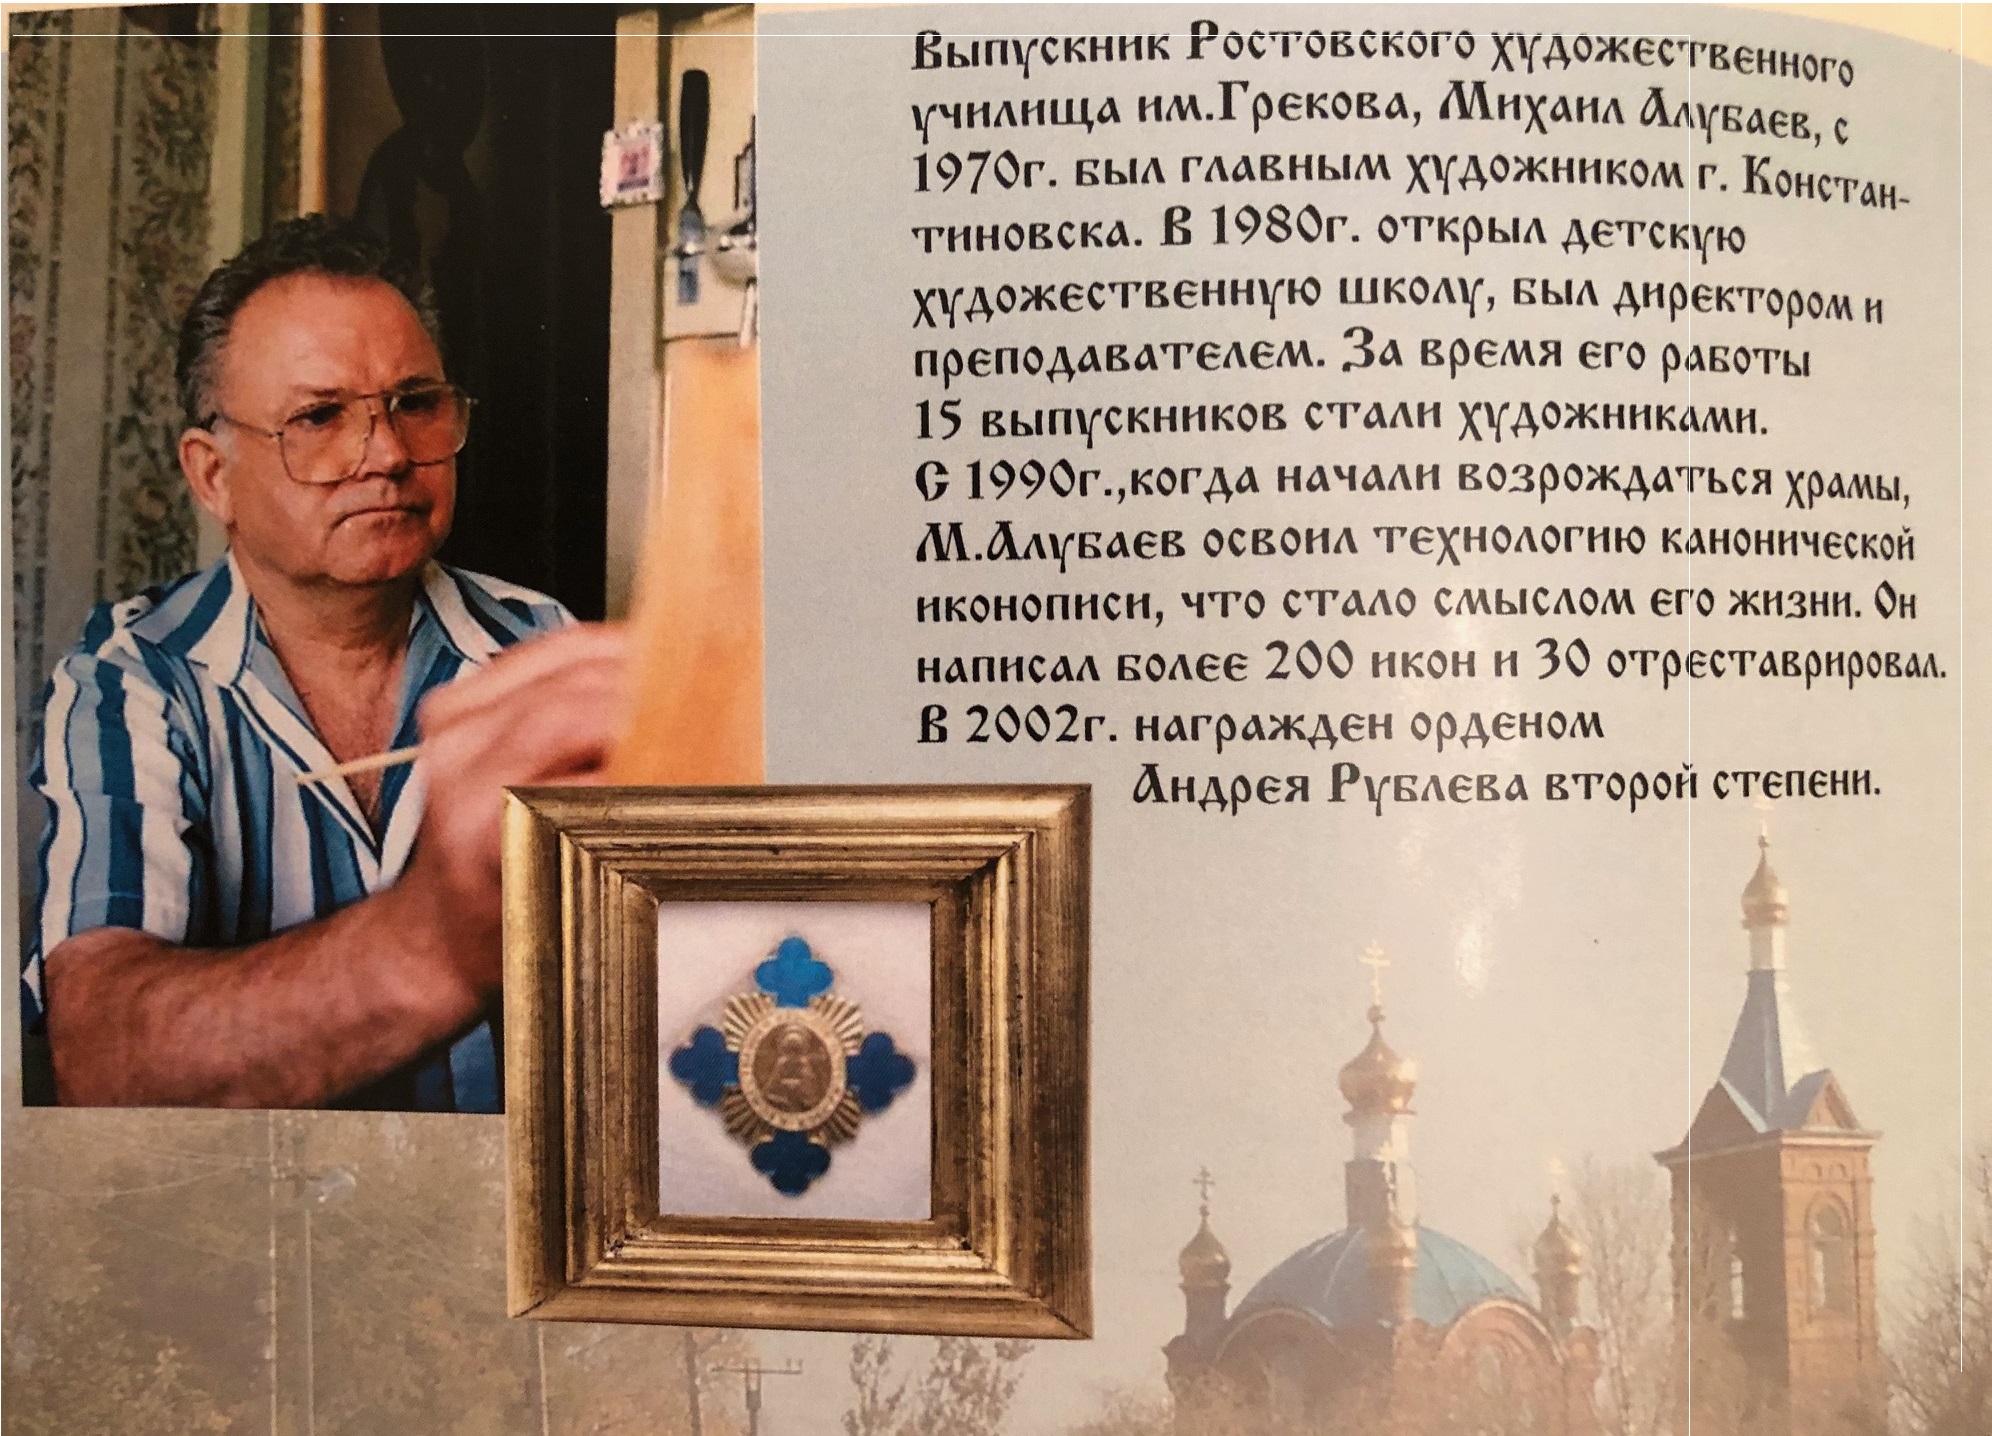 Выпускник Ростовского художественного
училища им.Грекова, Михаил Алубаев, с
1970г. был главным художником г. Констан-
тиновска. В 1980г. открыл детскую
художественную школу, был директором и
преподавателем. За время его работы
15 выпускников стали художниками.
С 1990г.,когда начали возрождаться храмы,
М.Алубаев освоил технологию канонической
иконописи, что стало смыслом его жизни. Он
написал более 200 икон и 30 отреставрировал.
В 2002г. награжден орденом
Андрея Рублева второй степени.